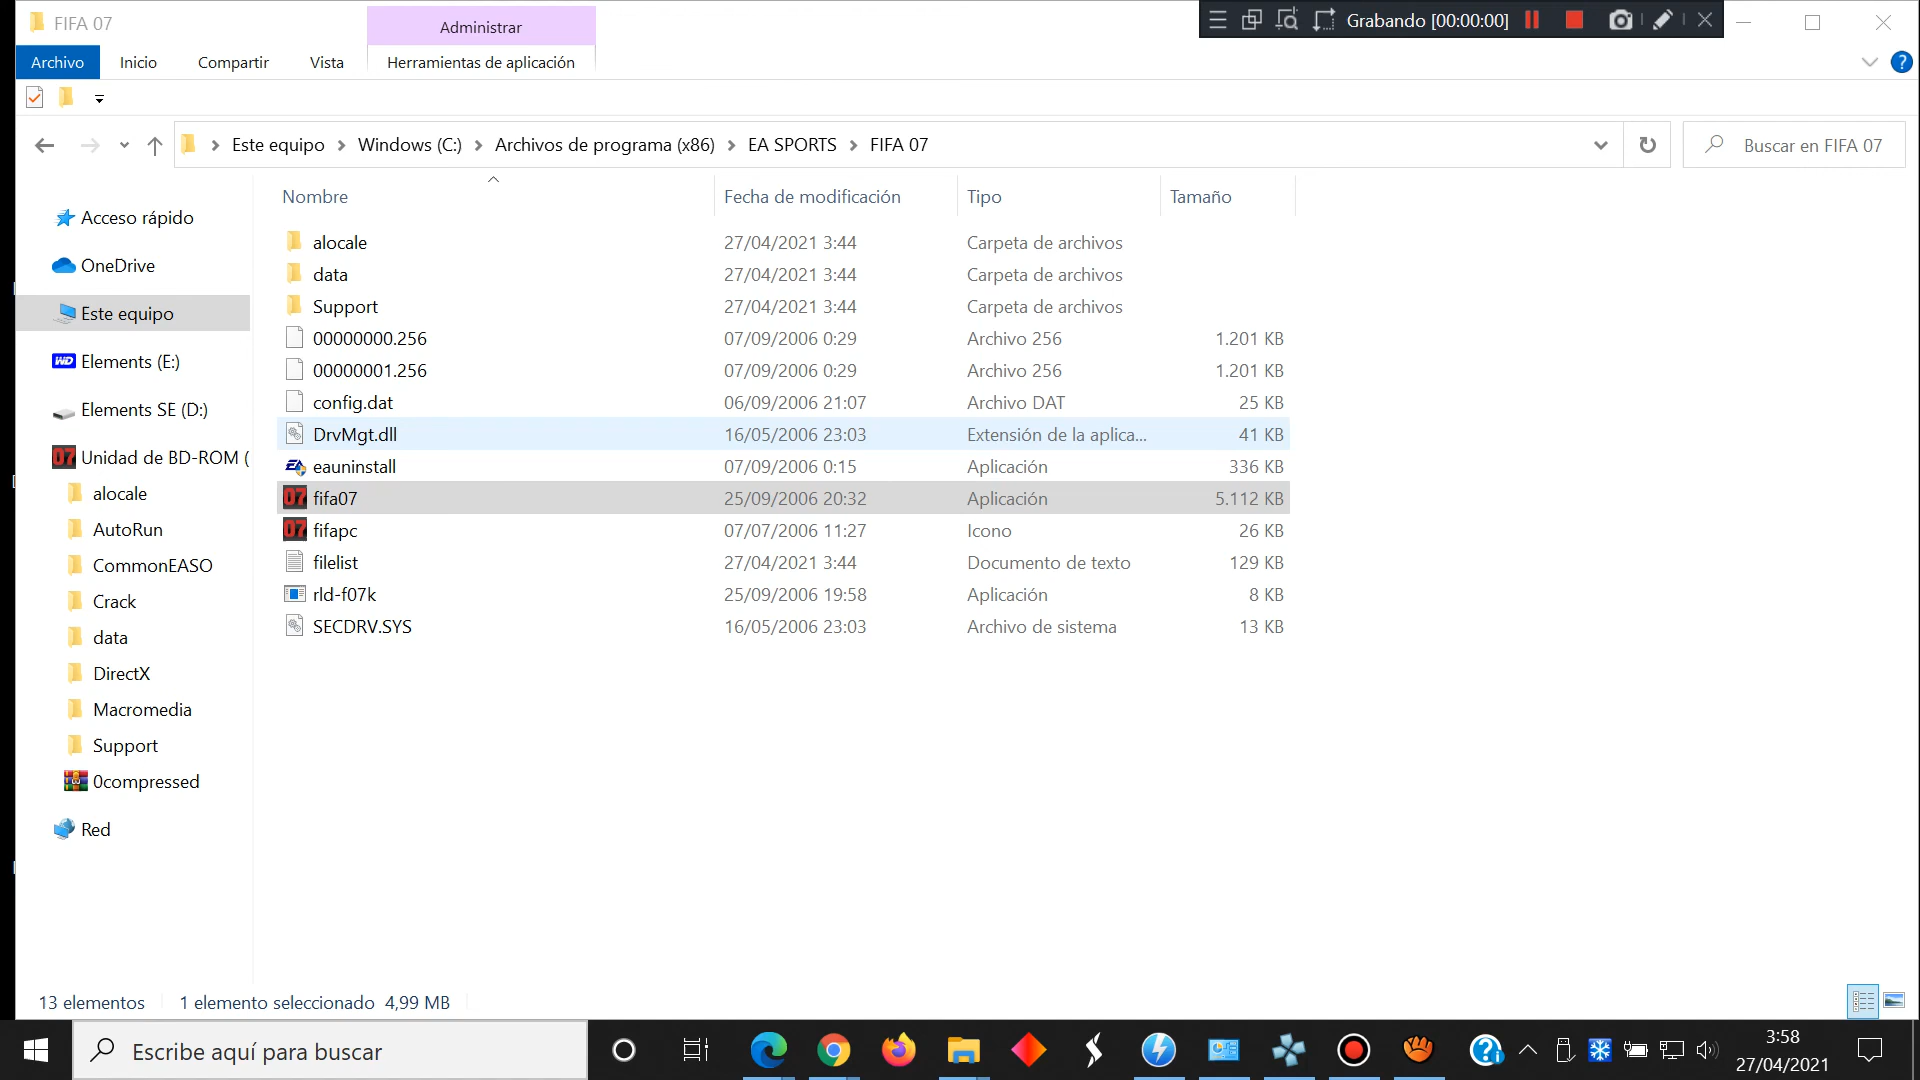 FIFA 07
Administrar
Grabando [00:00:00]
Archivo
Inicio
Compartir
Vista
Herramientas de aplicación
Este equipo
Windows (C:)
Archivos de programa (x86)
EA SPORTS
FIFA 07
Buscar en FIFA 07
Nombre
Fecha de modificación
Tipo
Tamaño
Acceso rápido
OneDrive
Este equipo
Elements (E:)
Elements SE (D:)
Unidad de BD-ROM (
alocale
AutoRun
CommonEASO
Crack
data
DirectX
Macromedia
Support
0compressed
Red
alocale 27/04/2021 3:44 Carpeta de archivos
data 27/04/2021 3:44 Carpeta de archivos
Support 27/04/2021 3:44 Carpeta de archivos
00000000.256 07/09/2006 0:29 Archivo 256 1.201 KB
00000001.256 07/09/2006 0:29 Archivo 256 1.201 KB
config.dat 06/09/2006 21:07 Archivo DAT 25 KB
DrvMgt.dll 16/05/2006 23:03 Extensión de la aplica... 41 KB
eauninstall 07/09/2006 0:15 Aplicación 336 KB
fifa07 25/09/2006 20:32 Aplicación 5.112 KB
fifapc 07/07/2006 11:27 Icono 26 KB
filelist 27/04/2021 3:44 Documento de texto 129 KB
rld-f07k 25/09/2006 19:58 Aplicación 8 KB
SECDRV.SYS 16/05/2006 23:03 Archivo de sistema 13 KB
13 elementos
1 elemento seleccionado 4,99 MB
Escribe aquí para buscar
3:58
27/04/2021